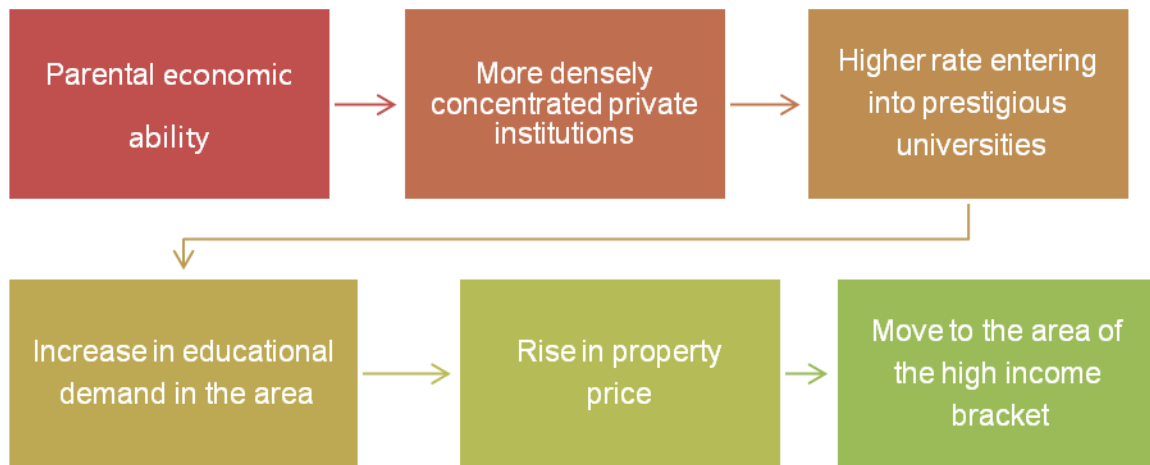 Parental economic
ability
More densely
concentrated private
institutions
Higher rate entering
into prestigious
universities
Increase in educational
demand in the area
Rise in property
price
Move to the area of
the high income
bracket